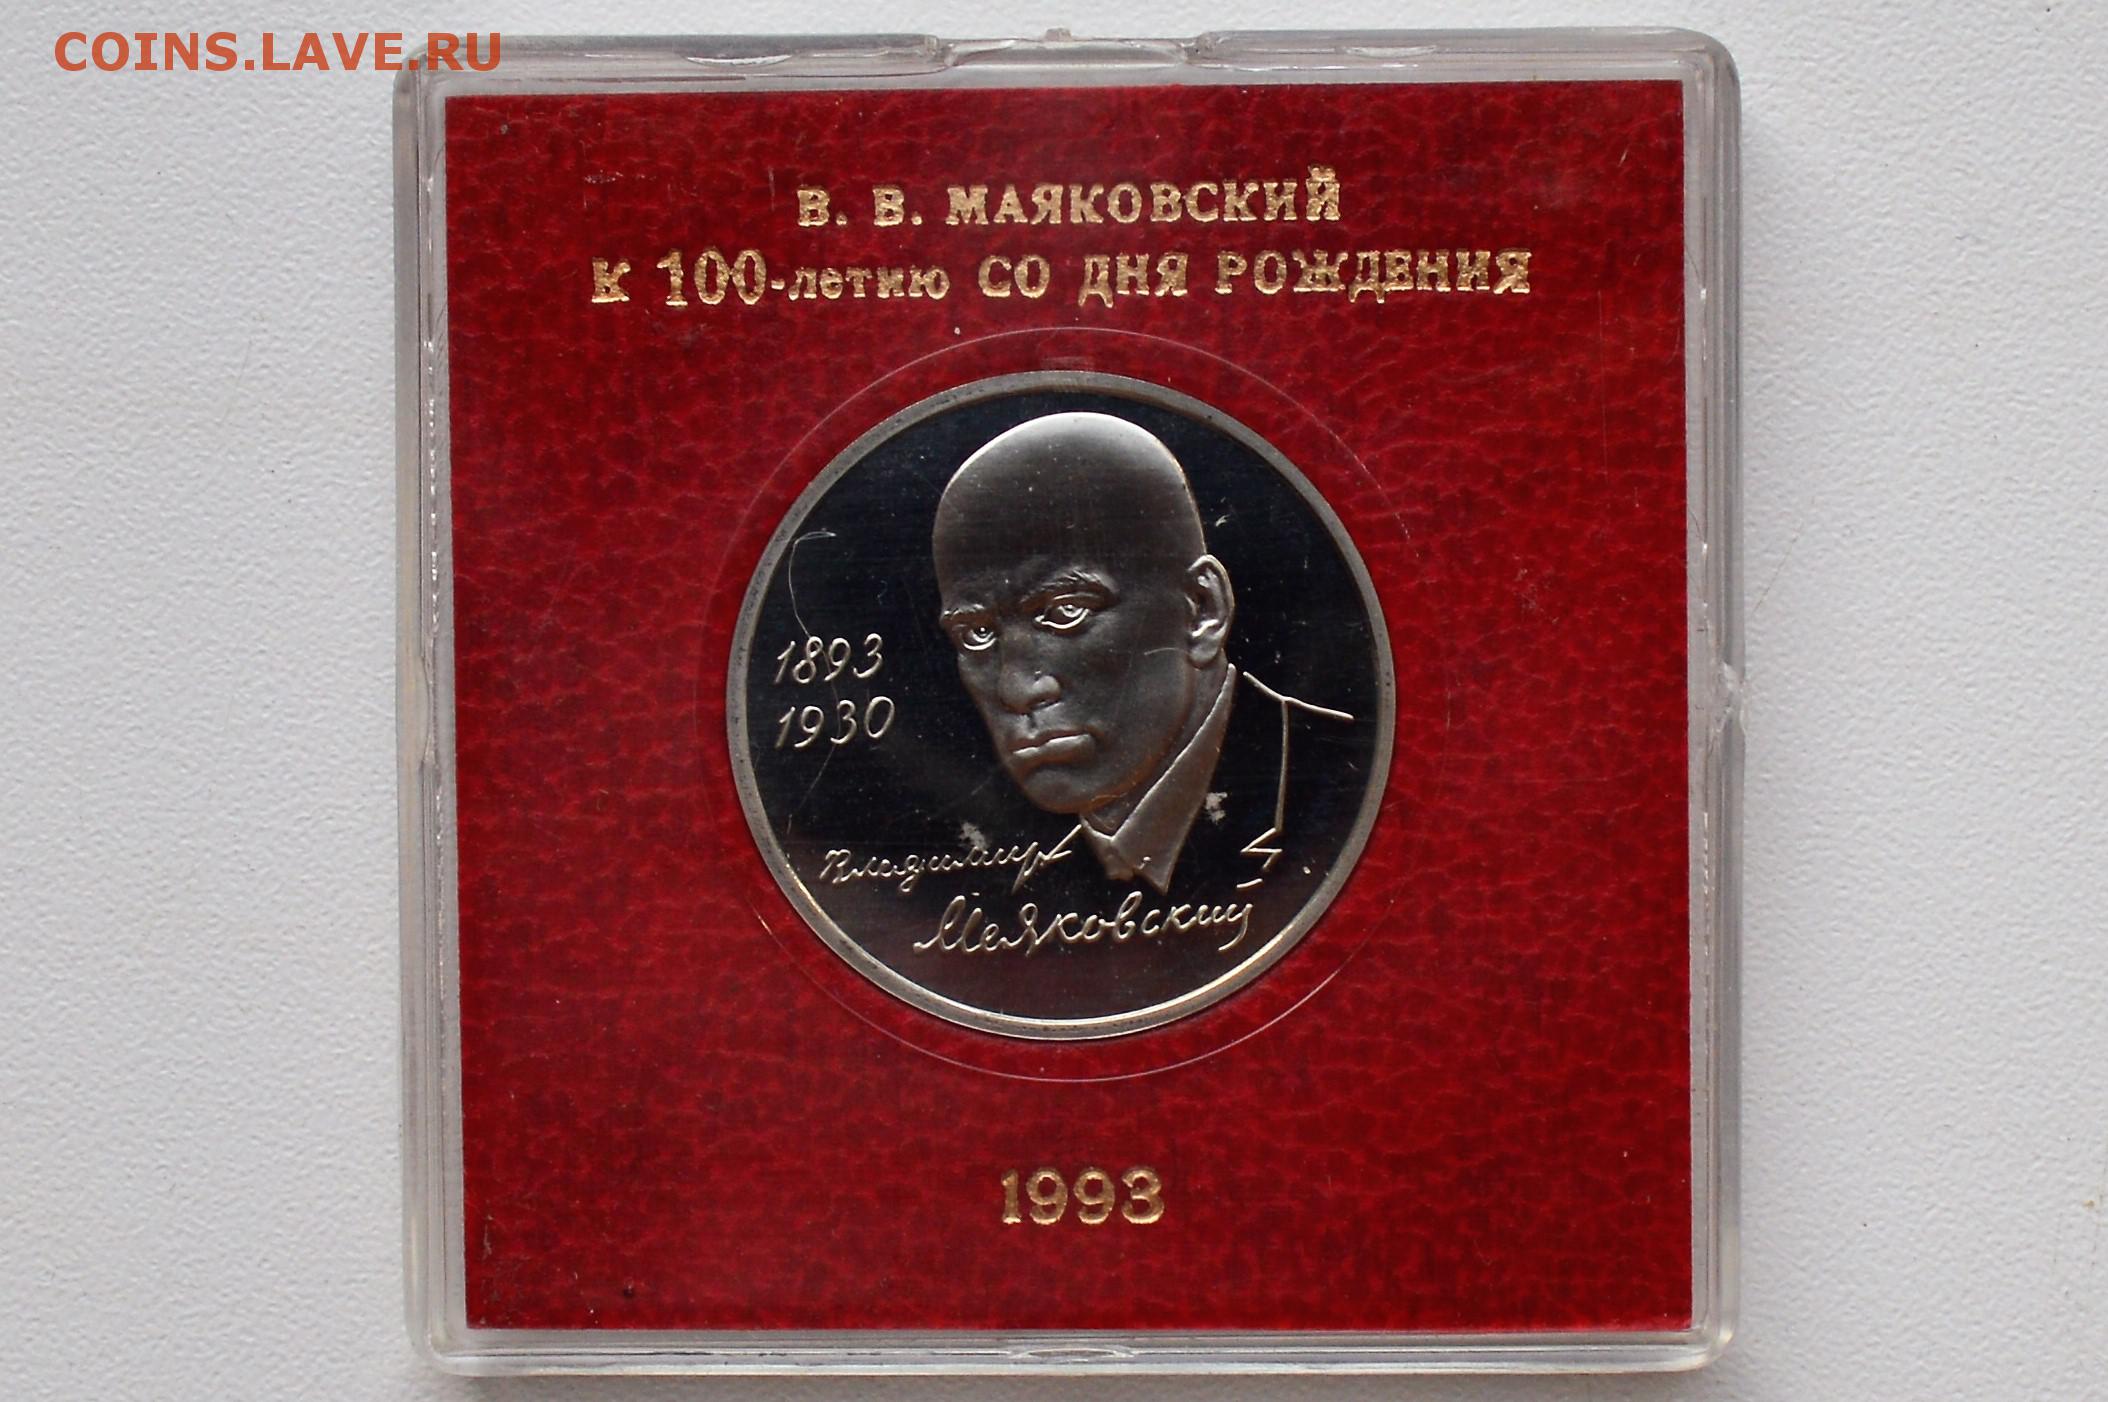 COINS.LAVE.RU
В. В. МАЯКОВСКИЙ
К 100-летию СО ДНЯ РОЖДЕНИЯ
1893
1930
Владимир
Маяковский
1993